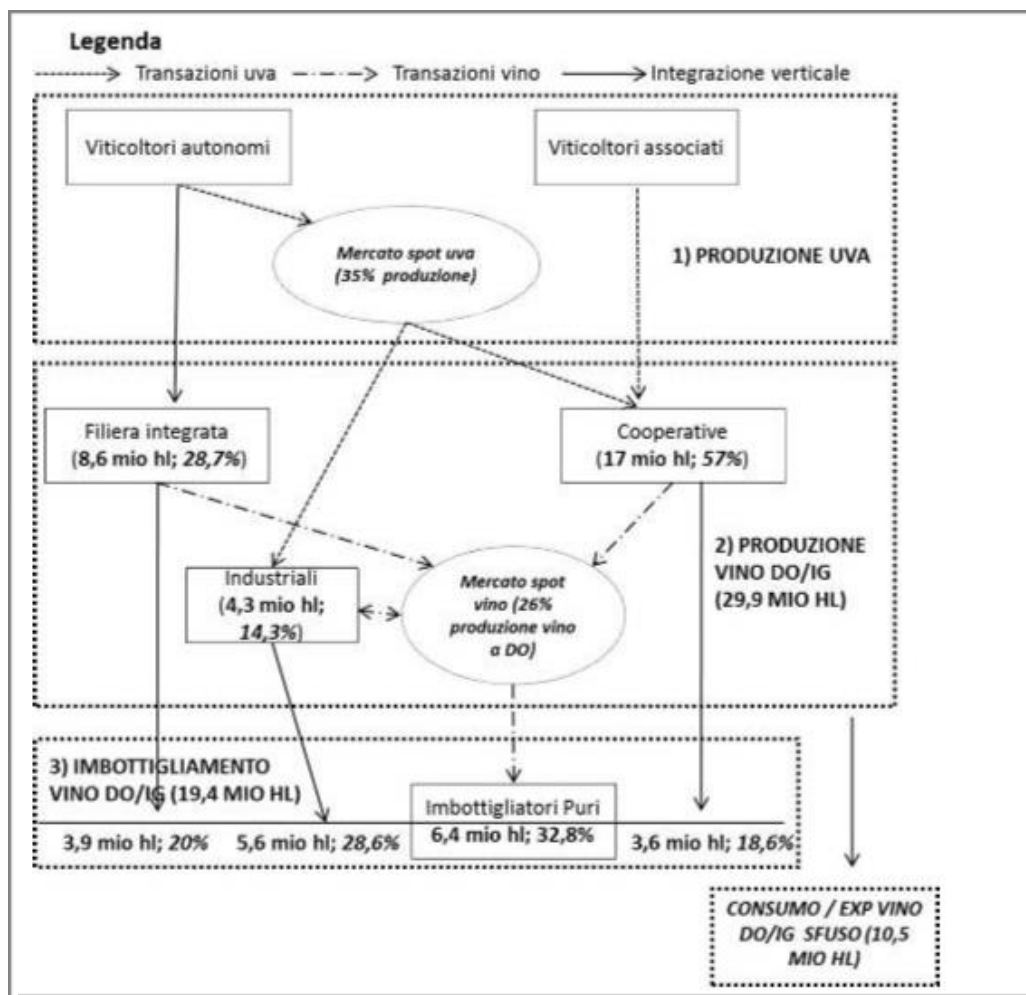 Legenda
Transazioni uva
Transazioni vino
Integrazione verticale
Viticoltori autonomi
Viticoltori associati
Mercato spot uva
(35% produzione)
1) PRODUZIONE UVA
Filiera integrata
(8,6 mio hl; 28,7%)
Cooperative
(17 mio hl; 57%)
Industriali
(4,3 mio hl;
14,3%)
Mercato spot
vino (26%
produzione vino
a DO)
2) PRODUZIONE
VINO DO/IG
(29,9 MIO HL)
3) IMBOTTIGLIAMENTO
VINO DO/IG (19,4 MIO HL)
Imbottigliatori Puri
6,4 mio hl; 32,8%
3,9 mio hl; 20%
5,6 mio hl; 28,6%
3,6 mio hl; 18,6%
CONSUMO / EXP VINO
DO/IG SFUSO (10,5
MIO HL)